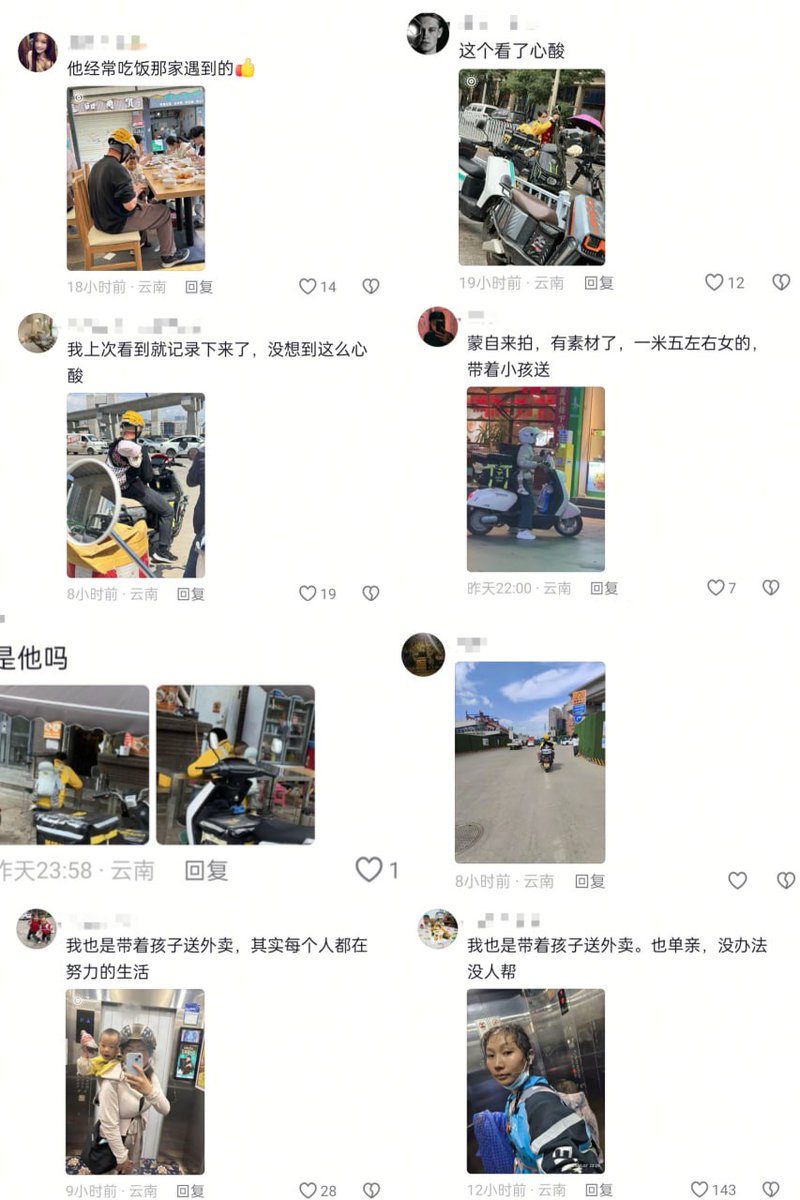 他经常吃饭那家遇到的👍
18小时前 · 云南 回复 14
这个看了心酸
19小时前 · 云南 回复 12
我上次看到就记录下来了，没想到这么心
酸
8小时前 · 云南 回复 19
蒙自来拍，有素材了，一米五左右女的，
带着小孩送
昨天22:00 · 云南 回复 7
是他吗
昨天23:58 · 云南 回复 1
8小时前 · 云南 回复
我也是带着孩子送外卖，其实每个人都在
努力的生活
9小时前 · 云南 回复 28
我也是带着孩子送外卖。也单亲，没办法
没人帮
12小时前 · 云南 回复 143